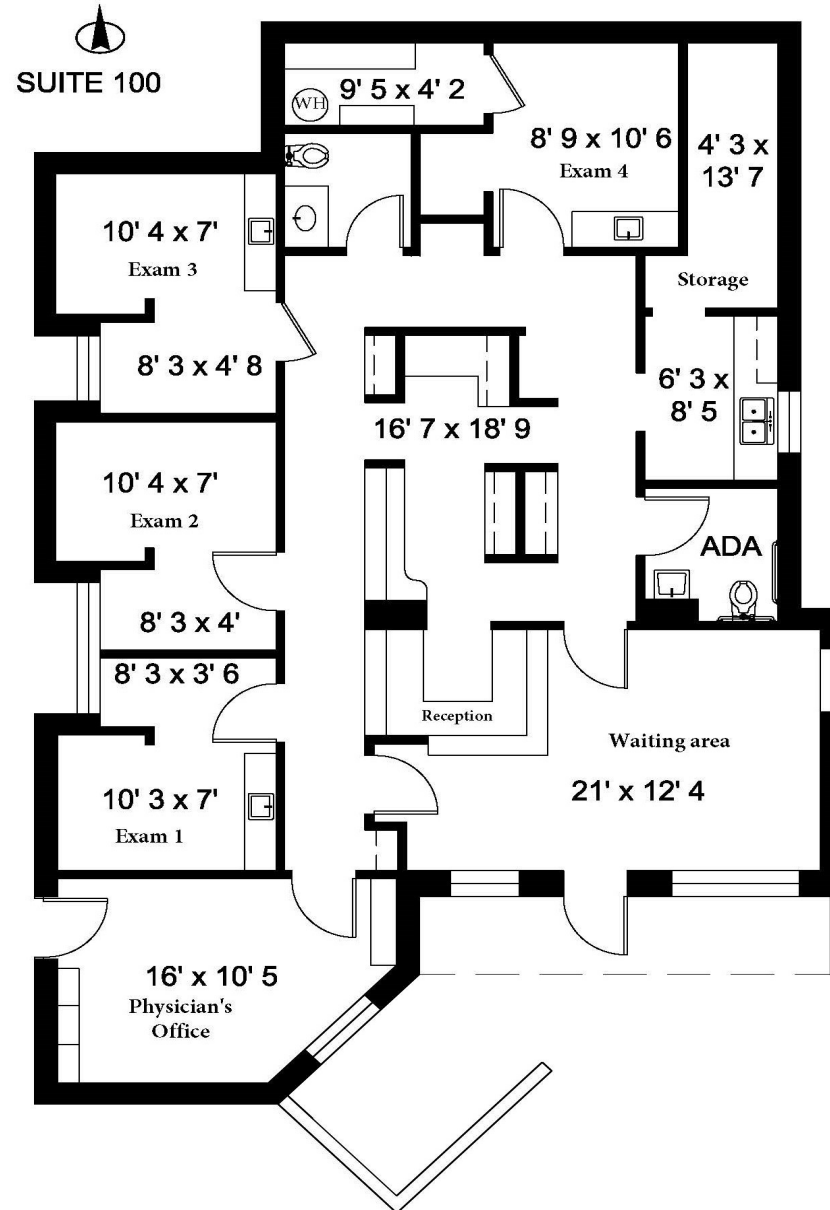 SUITE 100
WH
9' 5 x 4' 2
8' 9 x 10' 6
Exam 4
4' 3 x
13' 7
10' 4 x 7'
Exam 3
Storage
8' 3 x 4' 8
6' 3 x
8' 5
16' 7 x 18' 9
10' 4 x 7'
Exam 2
ADA
8' 3 x 4'
8' 3 x 3' 6
Reception
Waiting area
21' x 12' 4
10' 3 x 7'
Exam 1
16' x 10' 5
Physician's
Office